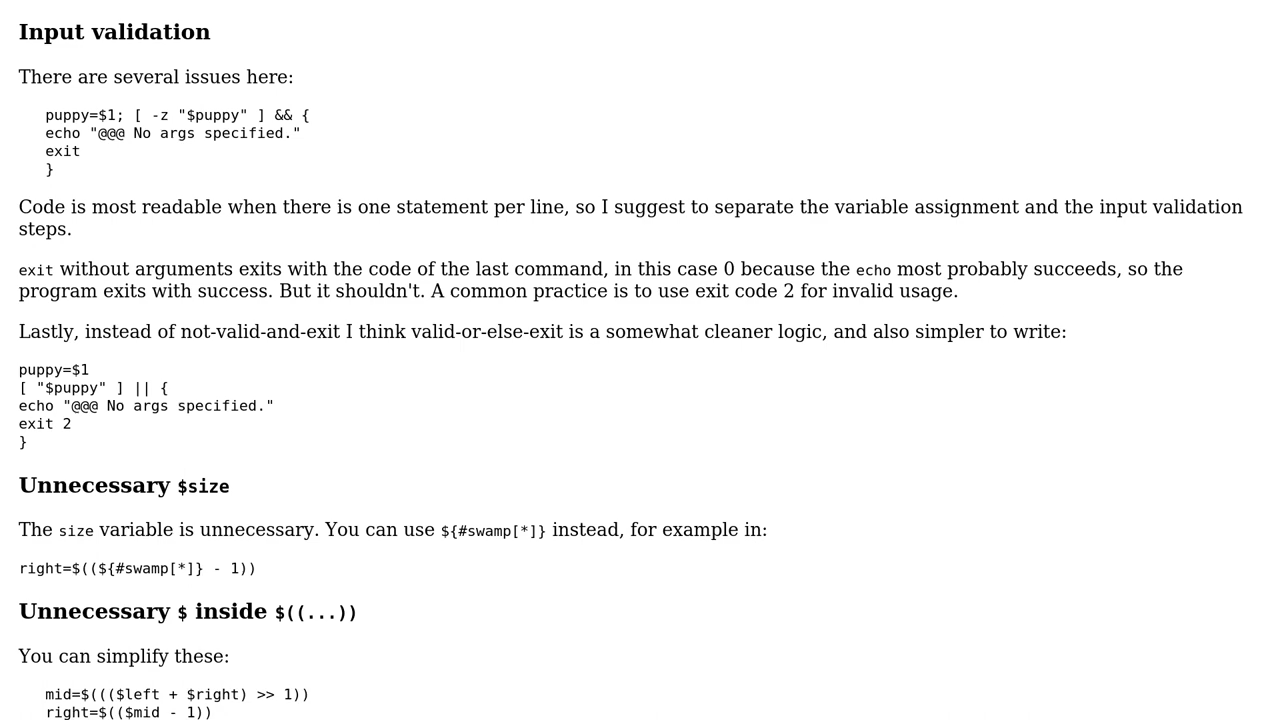 Input validation
There are several issues here:
puppy=$1; [ -z "$puppy" ] && {
echo "@@@ No args specified."
exit
}
Code is most readable when there is one statement per line, so I suggest to separate the variable assignment and the input validation
steps.
exit without arguments exits with the code of the last command, in this case 0 because the echo most probably succeeds, so the
program exits with success. But it shouldn't. A common practice is to use exit code 2 for invalid usage.
Lastly, instead of not-valid-and-exit I think valid-or-else-exit is a somewhat cleaner logic, and also simpler to write:
puppy=$1
[ "$puppy" ] || {
echo "@@@ No args specified."
exit 2
}
Unnecessary $size
The size variable is unnecessary. You can use ${#swamp[*]} instead, for example in:
right=$((${#swamp[*]} - 1))
Unnecessary $ inside $((...))
You can simplify these:
mid=$((($left + $right) >> 1))
right=$(($mid - 1))